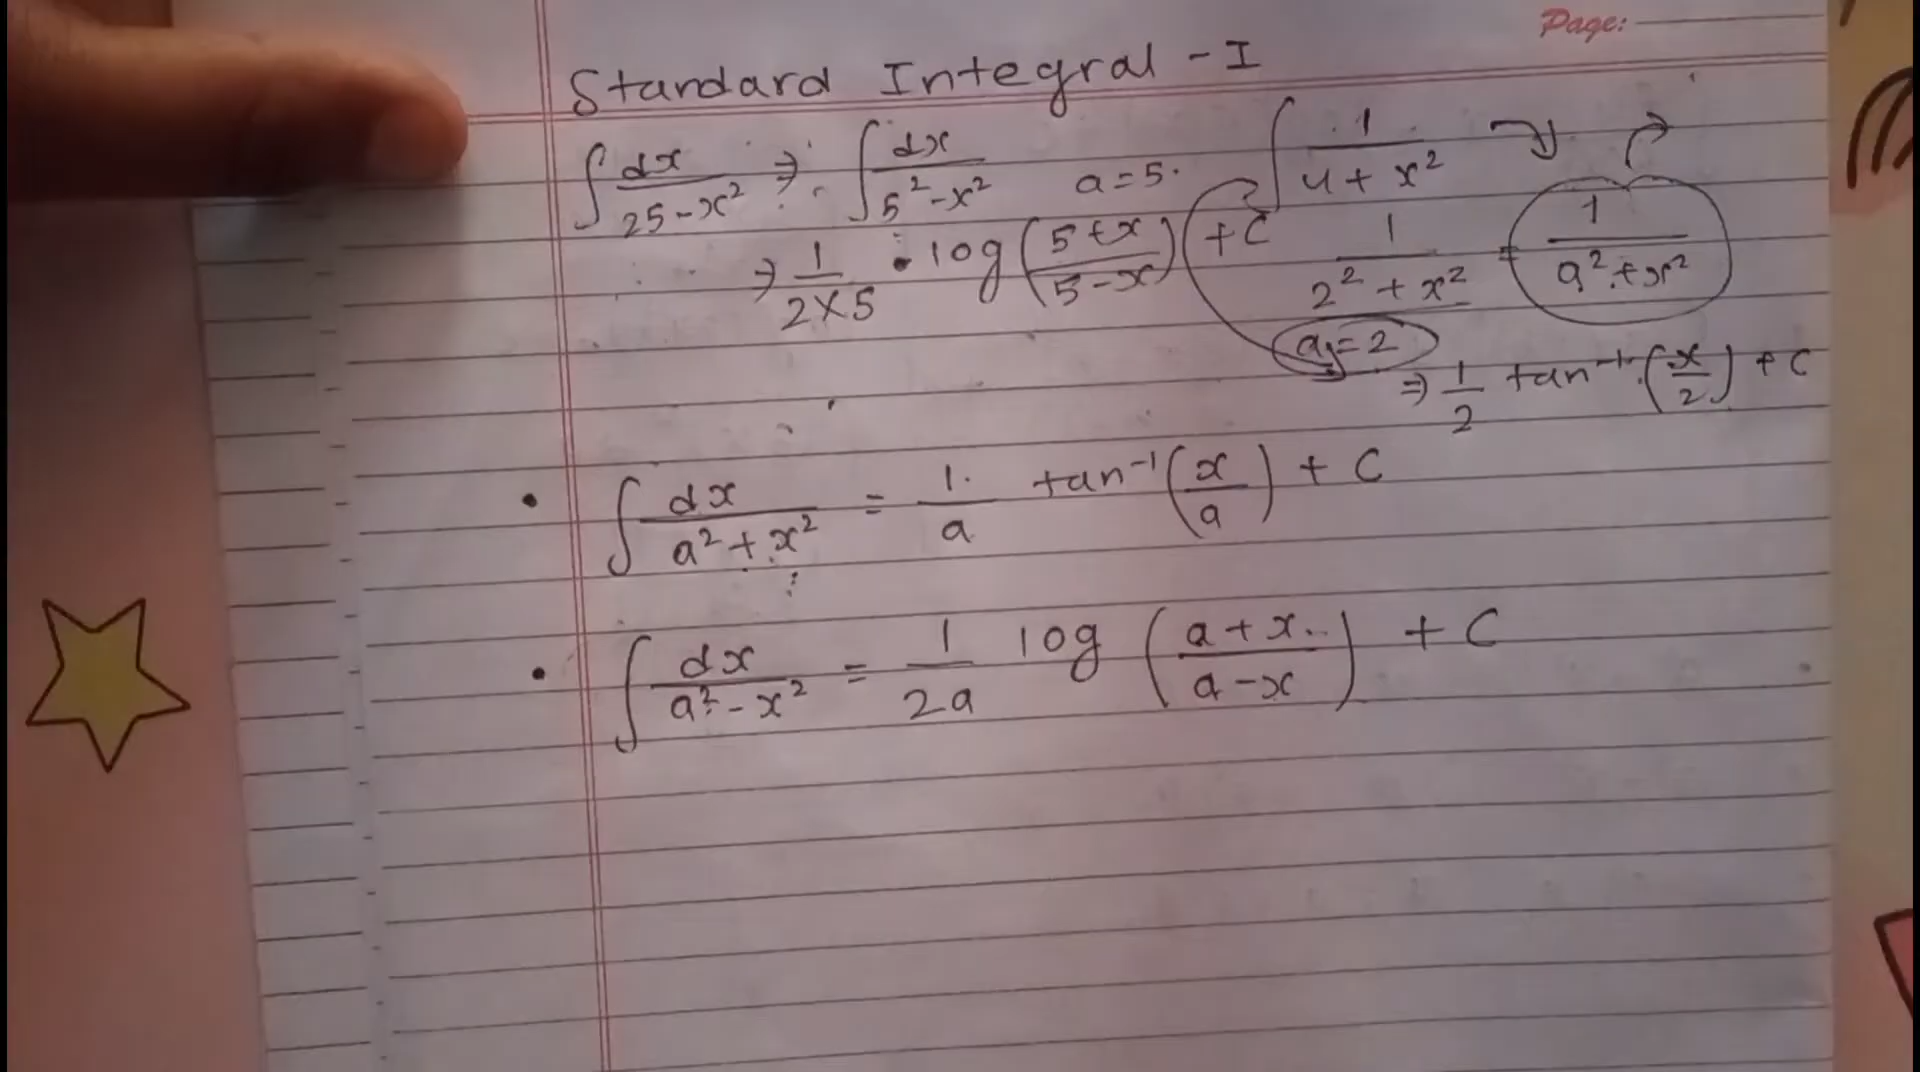 Page:
Standard Integral - I
∫ dx / 25 - x² ⇒ ∫ dx / 5² - x² a = 5.
⇒ 1 / 2×5 · log ( 5 + x / 5 - x ) + C
∫ 1 / 4 + x²
1 / 2² + x² = 1 / a² + x²
a = 2
⇒ 1 / 2 tan⁻¹ ( x / 2 ) + C
• ∫ dx / a² + x² = 1 / a tan⁻¹ ( x / a ) + C
• ∫ dx / a² - x² = 1 / 2a log ( a + x / a - x ) + C